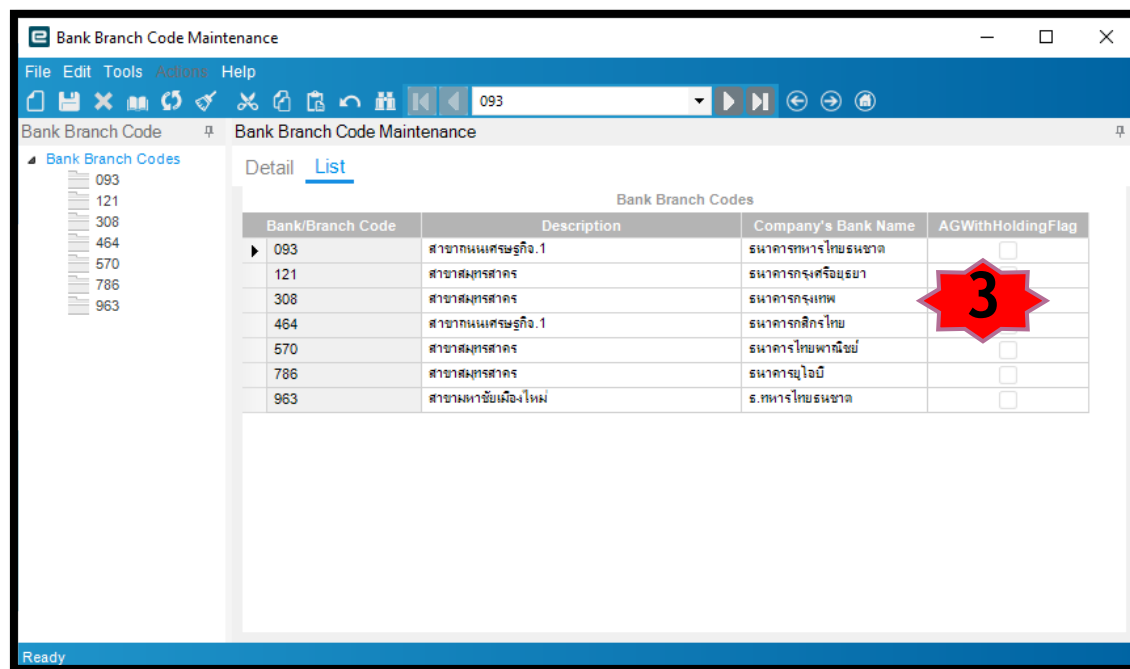 Bank Branch Code Maintenance
File Edit Tools Actions Help
093
Bank Branch Code
Bank Branch Code Maintenance
Bank Branch Codes
093
121
308
464
570
786
963
Detail List
Bank Branch Codes
Bank/Branch Code Description Company's Bank Name AGWithHoldingFlag
093 สาขาถนนเศรษฐกิจ.1 ธนาคารทหารไทยธนชาต
121 สาขาสมุทรสาคร ธนาคารกรุงศรีอยุธยา
308 สาขาสมุทรสาคร ธนาคารกรุงเทพ
464 สาขาถนนเศรษฐกิจ.1 ธนาคารกสิกรไทย
570 สาขาสมุทรสาคร ธนาคารไทยพาณิชย์
786 สาขาสมุทรสาคร ธนาคารยูโอบี
963 สาขามหาชัยเมืองใหม่ ธ.ทหารไทยธนชาต
3
Ready